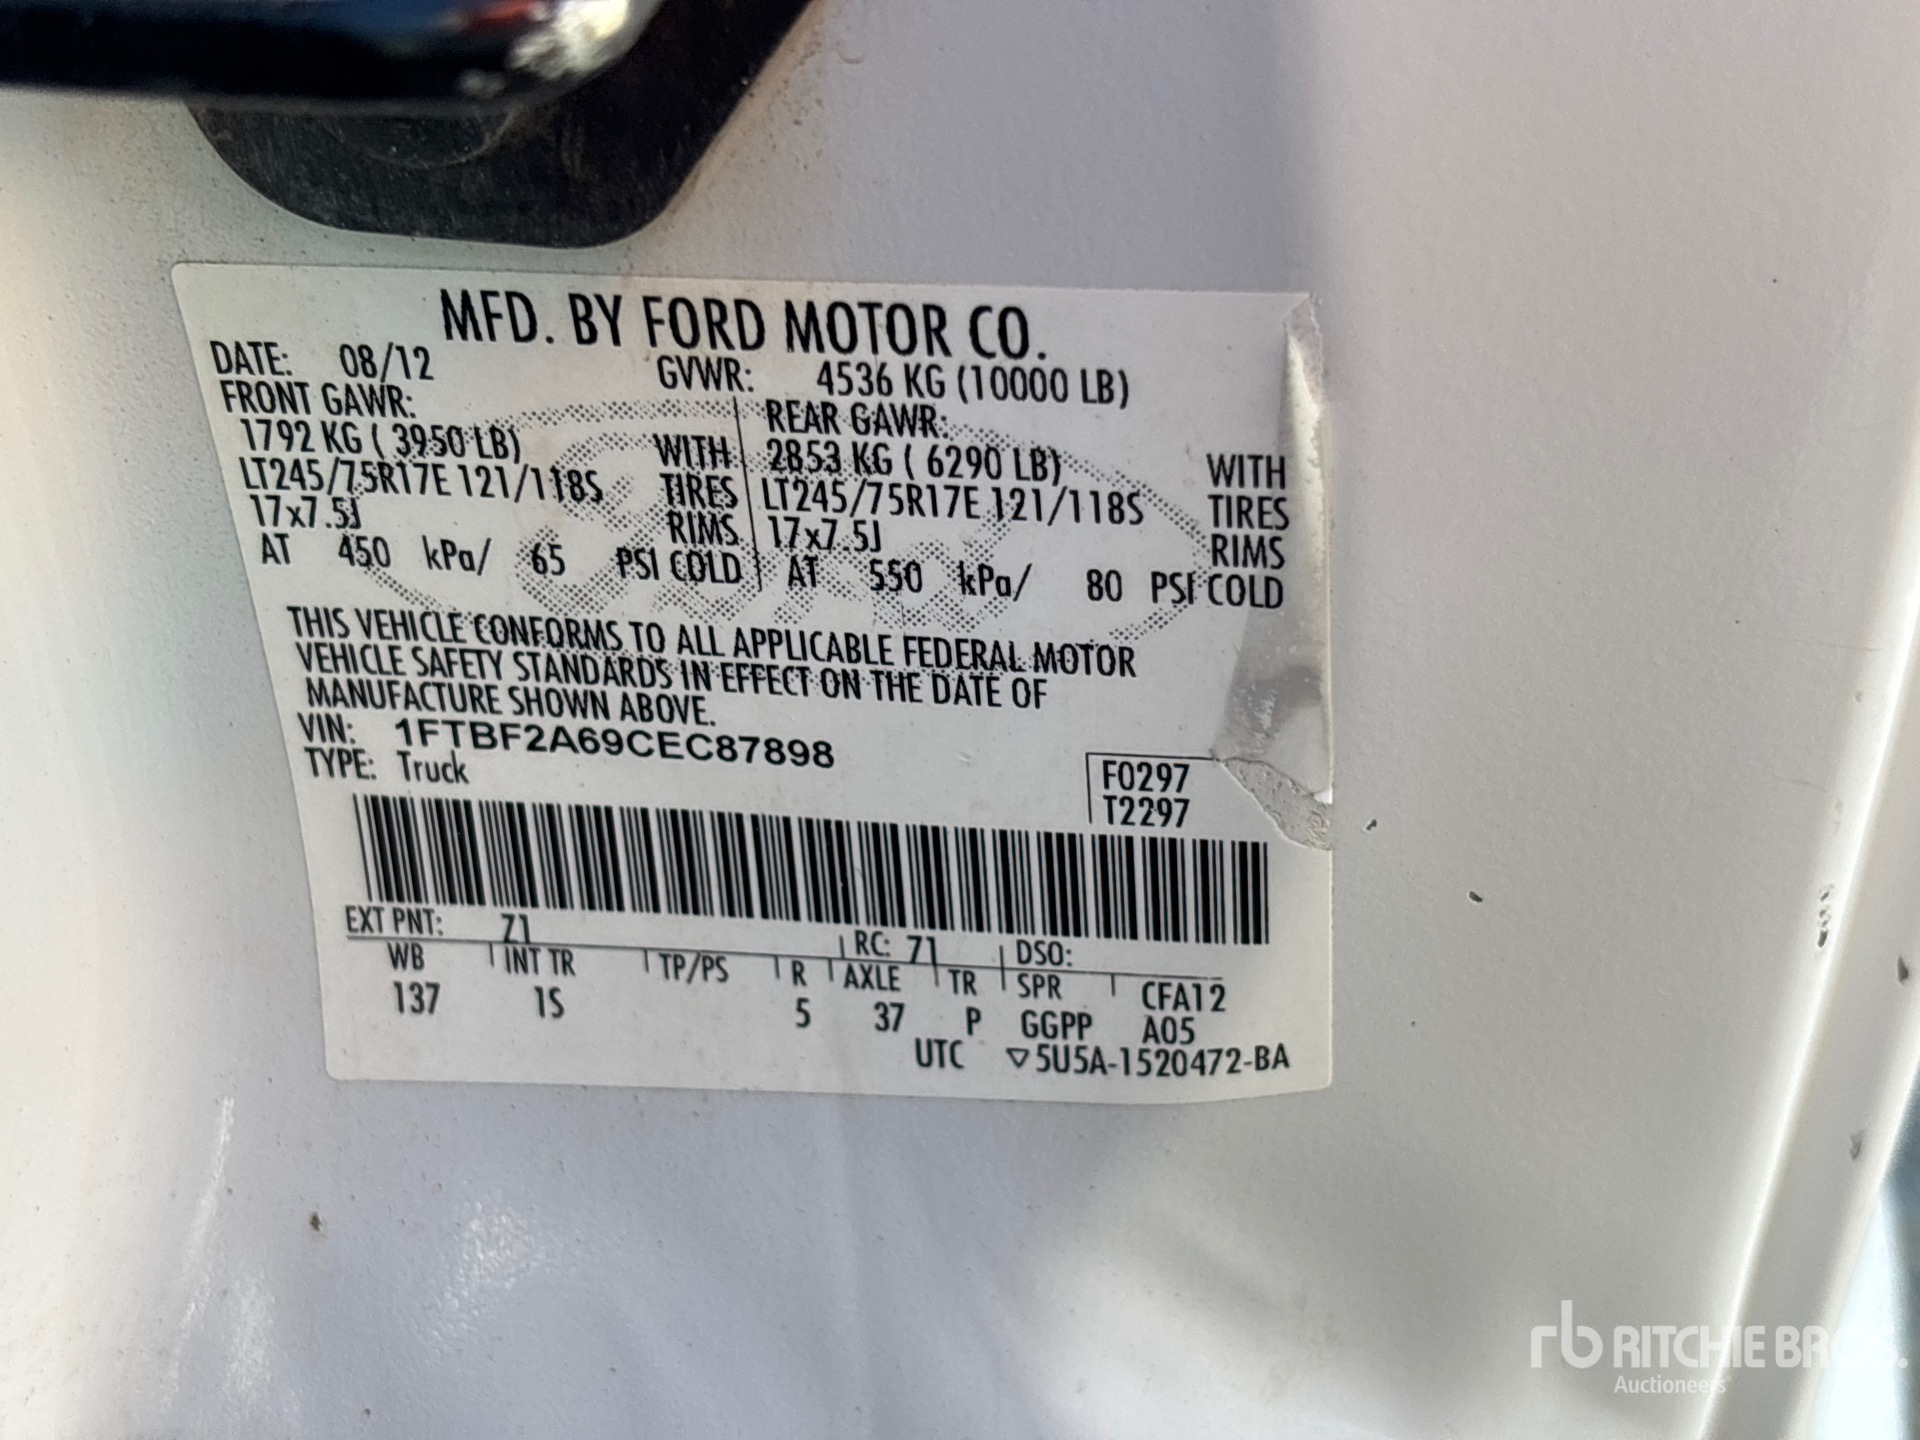 MFD. BY FORD MOTOR CO.
DATE: 08/12 GVWR: 4536 KG (10000 LB)
FRONT GAWR: REAR GAWR:
1792 KG ( 3950 LB) WITH 2853 KG ( 6290 LB) WITH
LT245/75R17E 121/118S TIRES LT245/75R17E 121/118S TIRES
17x7.5J RIMS 17x7.5J RIMS
AT 450 kPa/ 65 PSI COLD AT 550 kPa/ 80 PSI COLD
THIS VEHICLE CONFORMS TO ALL APPLICABLE FEDERAL MOTOR
VEHICLE SAFETY STANDARDS IN EFFECT ON THE DATE OF
MANUFACTURE SHOWN ABOVE.
VIN: 1FTBF2A69CEC87898
TYPE: Truck
F0297
T2297
EXT PNT: Z1 RC: 71 DSO:
WB INT TR TP/PS R AXLE TR SPR CFA12
137 1S 5 37 P GGPP A05
UTC ▽5U5A-1520472-BA
rb RITCHIE BROS.
Auctioneers